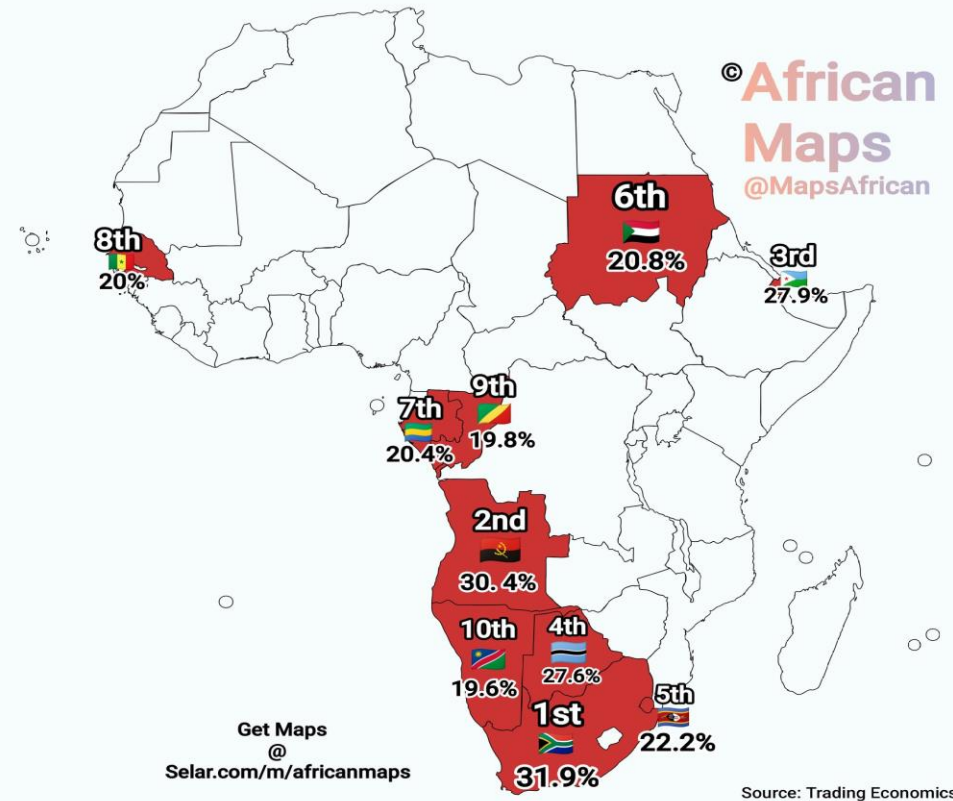 ©African
Maps
@MapsAfrican
6th
20.8%
8th
20%
3rd
27.9%
9th
19.8%
7th
20.4%
2nd
30. 4%
10th
19.6%
4th
27.6%
5th
22.2%
1st
31.9%
Get Maps
@
Selar.com/m/africanmaps
Source: Trading Economics